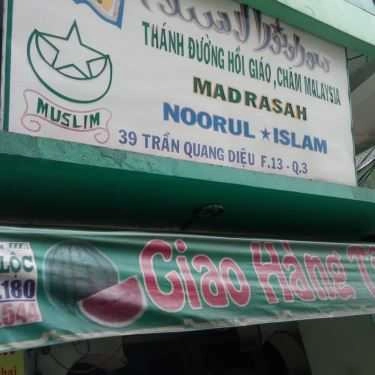 THÁNH ĐƯỜNG HỒI GIÁO, CHĂM MALAYSIA
MADRASAH
NOORUL ★ ISLAM
MUSLIM
39 TRẦN QUANG DIỆU F.13 - Q.3
LỘC
180
Giao Hàng